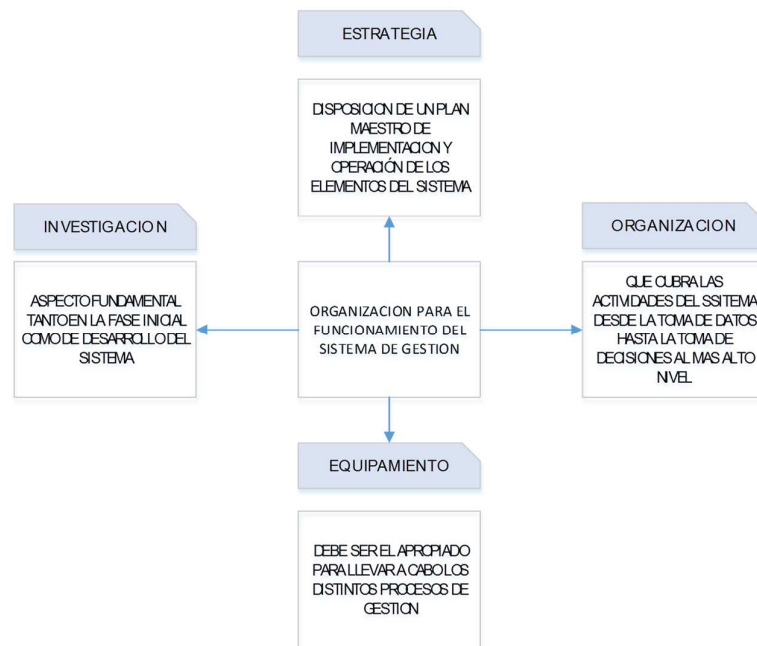 ESTRATEGIA
DISPOSICION DE UN PLAN
MAESTRO DE
IMPLEMENTACION Y
OPERACIÓN DE LOS
ELEMENTOS DEL SISTEMA
INVESTIGACION
ASPECTO FUNDAMENTAL
TANTO EN LA FASE INICIAL
COMO DE DESARROLLO DEL
SISTEMA
ORGANIZACION PARA EL
FUNCIONAMIENTO DEL
SISTEMA DE GESTION
ORGANIZACION
QUE CUBRA LAS
ACTIVIDADES DEL SSITEMA
DESDE LA TOMA DE DATOS
HASTA LA TOMA DE
DECISIONES AL MAS ALTO
NIVEL
EQUIPAMIENTO
DEBE SER EL APROPIADO
PARA LLEVAR A CABO LOS
DISTINTOS PROCESOS DE
GESTION